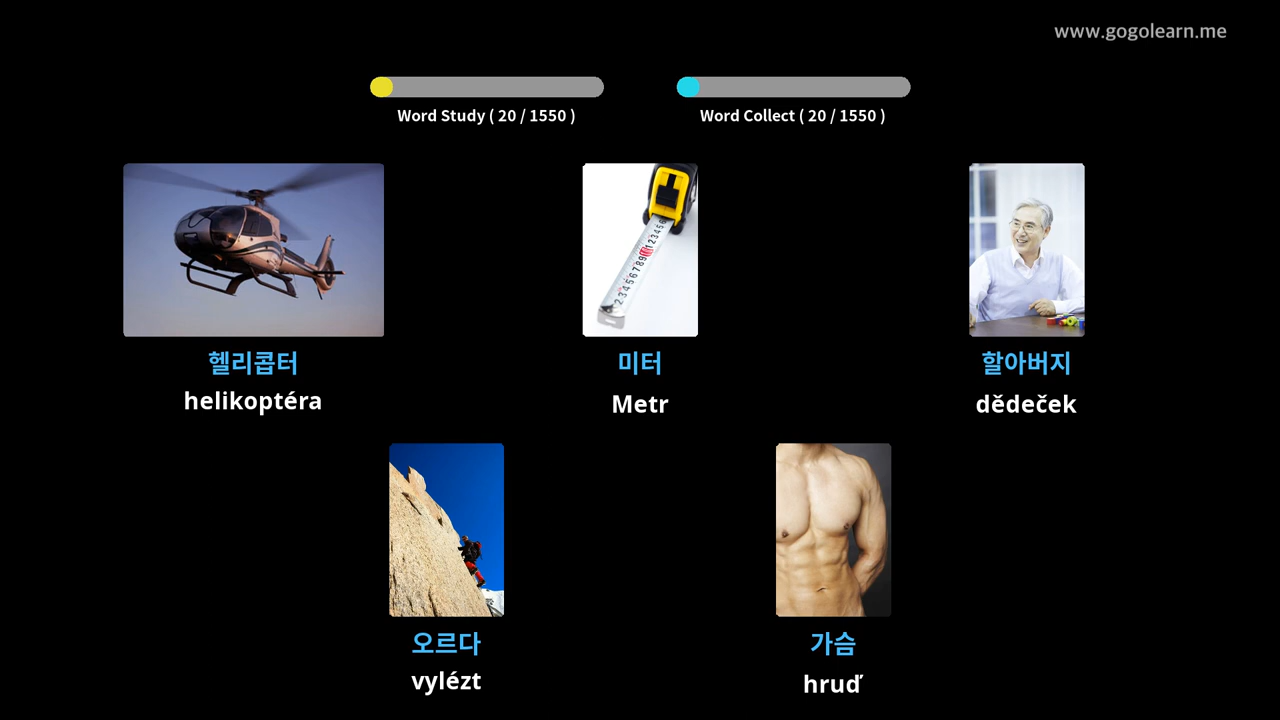 www.gogolearn.me
Word Study ( 20 / 1550 )
Word Collect ( 20 / 1550 )
헬리콥터
helikoptéra
미터
Metr
할아버지
dědeček
오르다
vylézt
가슴
hruď